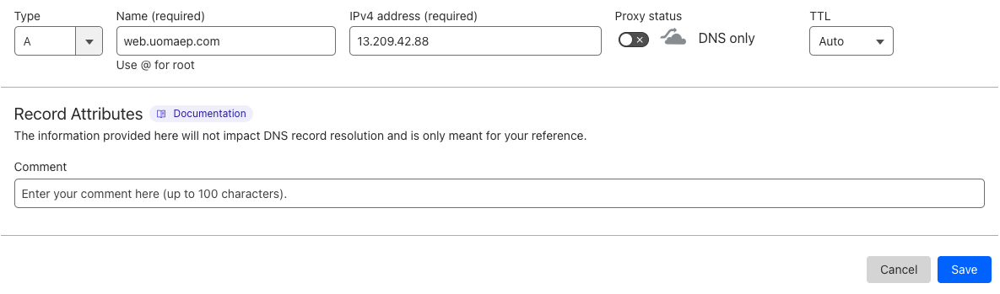 Type Name (required) IPv4 address (required) Proxy status TTL
A web.uomaep.com 13.209.42.88 DNS only Auto
Use @ for root
Record Attributes Documentation
The information provided here will not impact DNS record resolution and is only meant for your reference.
Comment
Enter your comment here (up to 100 characters).
Cancel Save